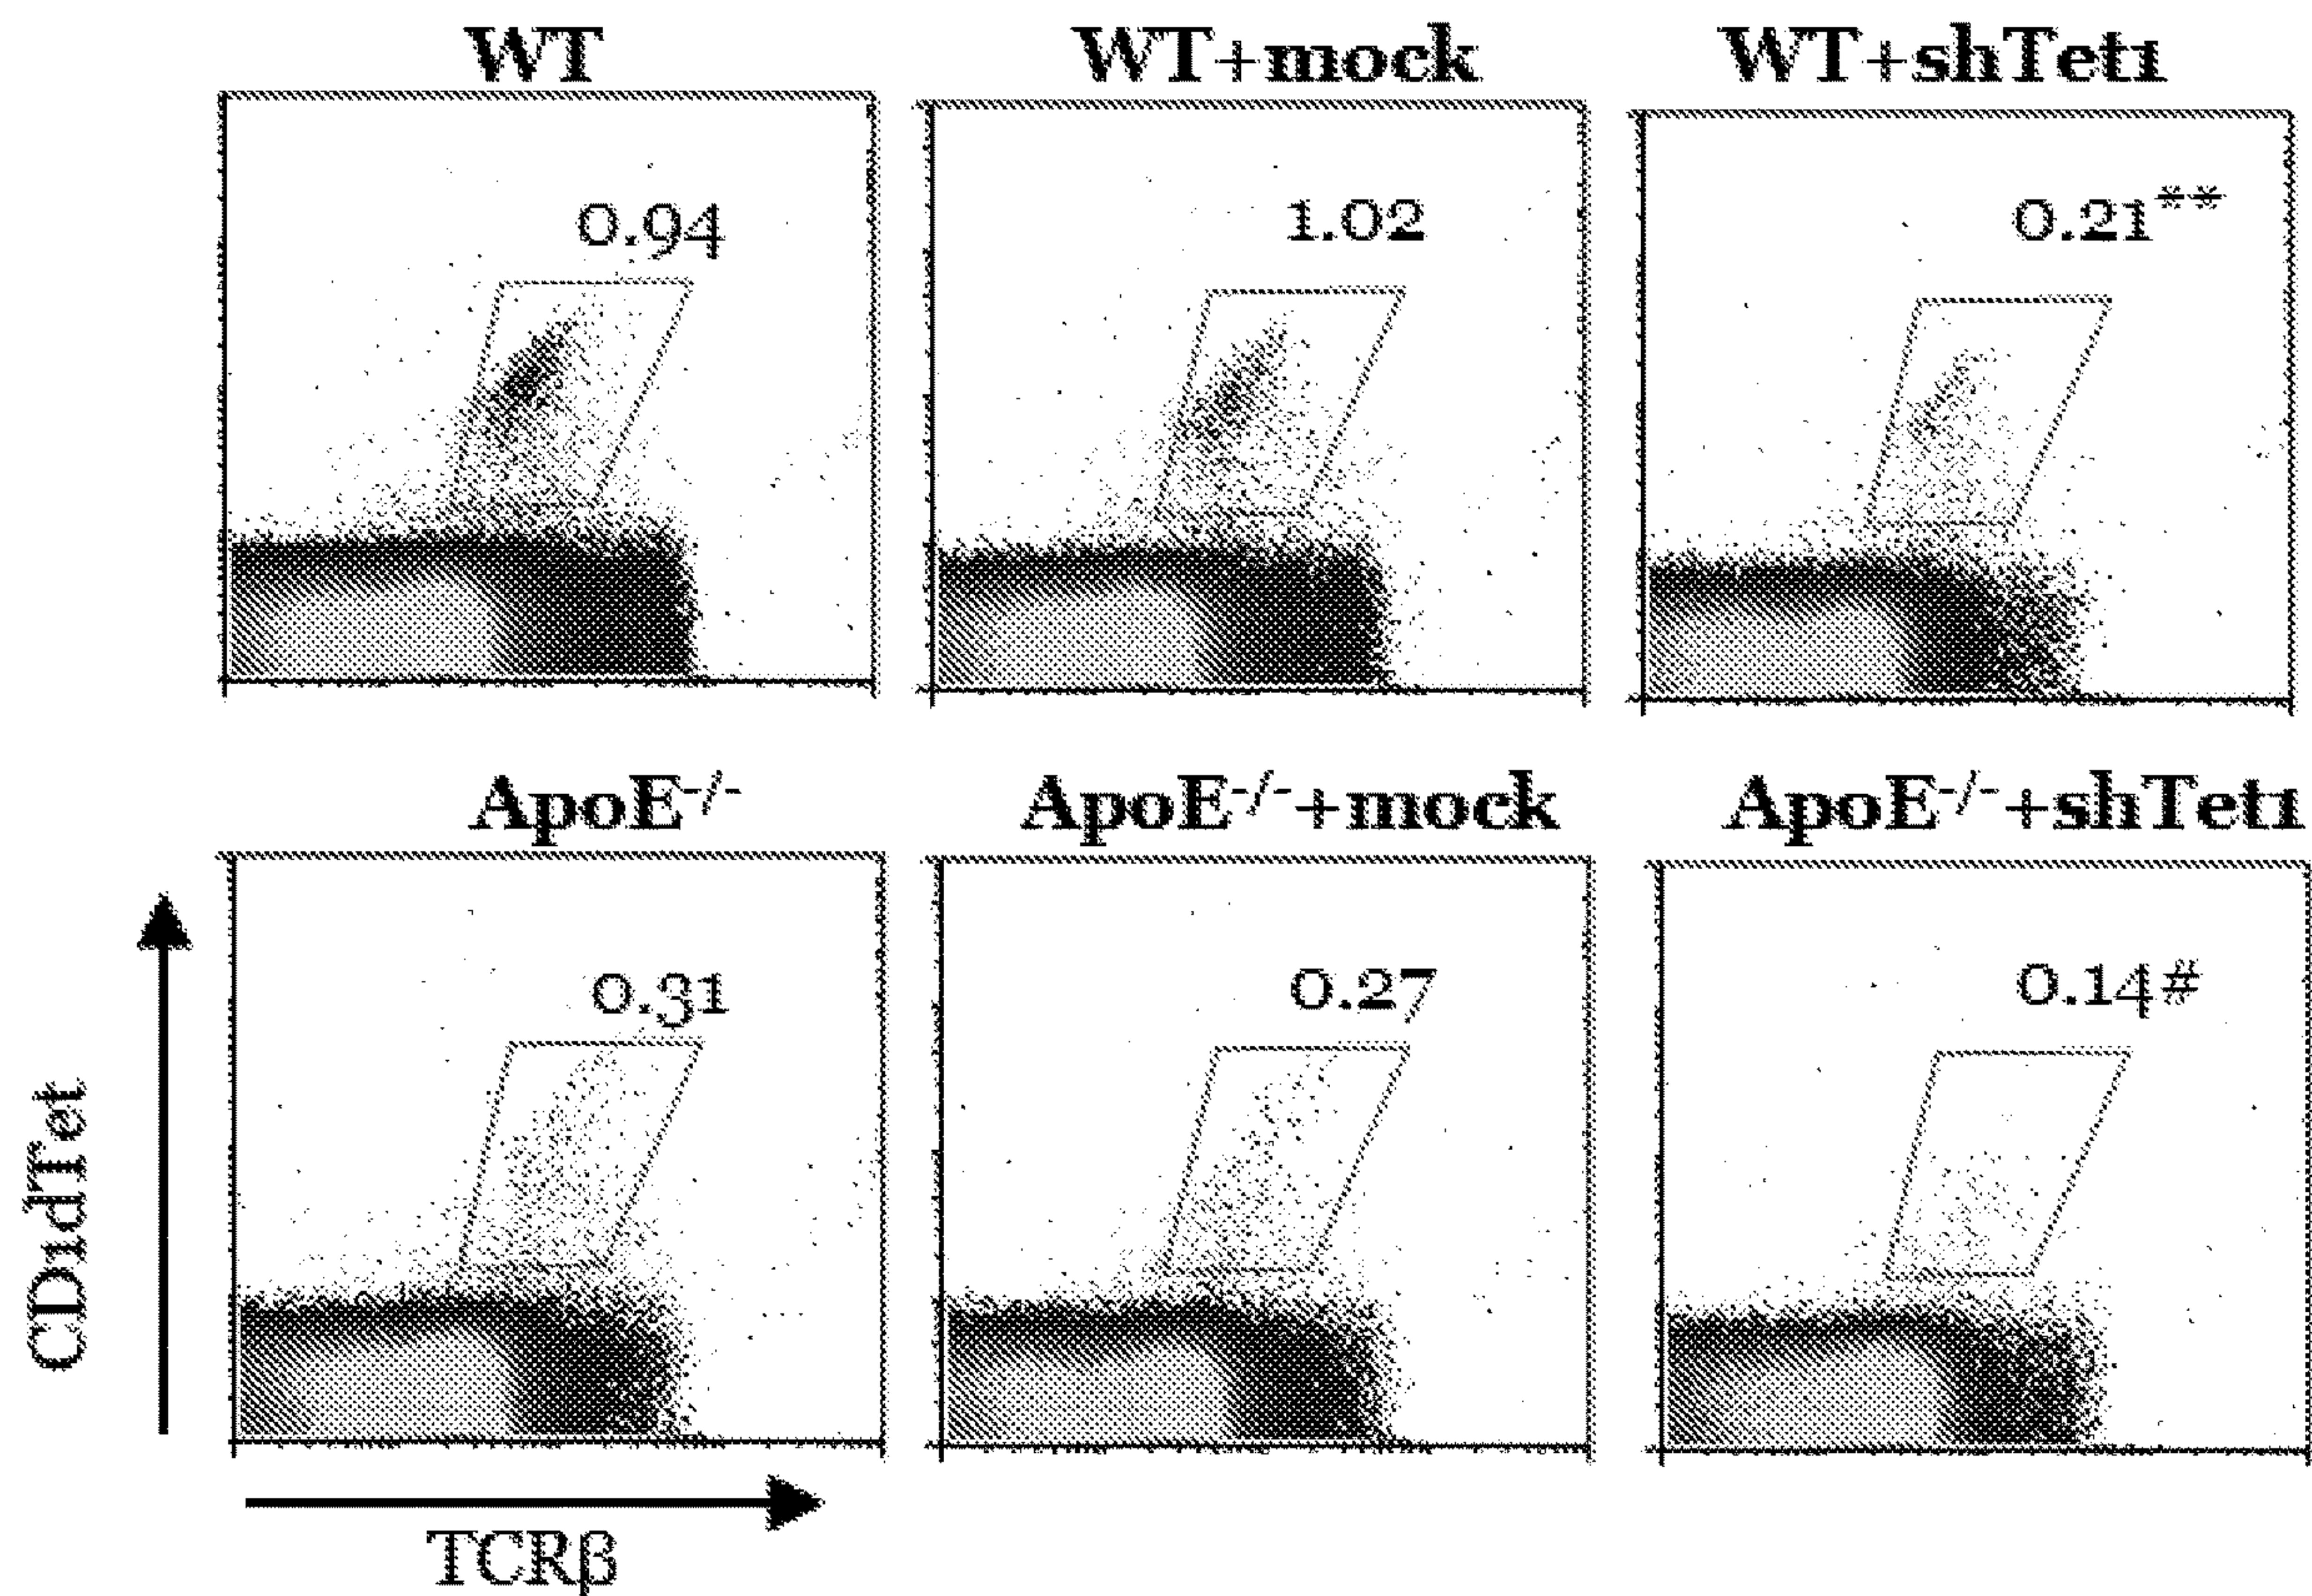 WT
WT+mock
WT+shTet1
0.94
1.02
0.21**
ApoE-/-
ApoE-/-+mock
ApoE-/-+shTet1
0.31
0.27
0.14#
CD1dTet
TCRβ